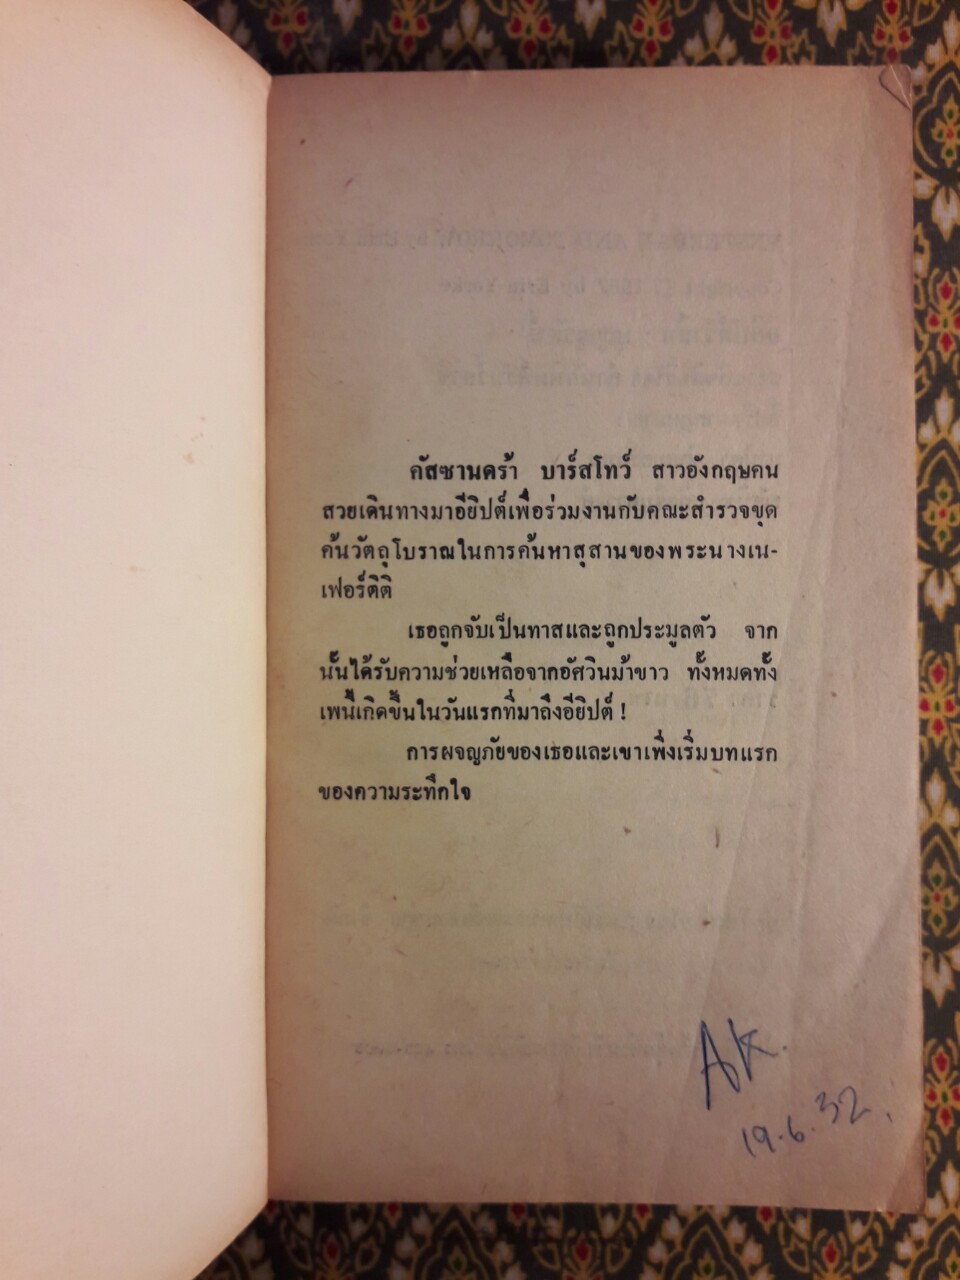 คัสซานดร้า บาร์สโทว์ สาวอังกฤษคน
สวยเดินทางมาอียิปต์เพื่อร่วมงานกับคณะสำรวจขุด
ค้นวัตถุโบราณในการค้นหาสุสานของพระนางเน-
เฟอร์ติติ
เธอถูกจับเป็นทาสและถูกประมูลตัว จาก
นั้นได้รับความช่วยเหลือจากอัศวินม้าขาว ทั้งหมดทั้ง
เพนี้เกิดขึ้นในวันแรกที่มาถึงอียิปต์ !
การผจญภัยของเธอและเขาเพิ่งเริ่มบทแรก
ของความระทึกใจ
AK.
19.6.32.